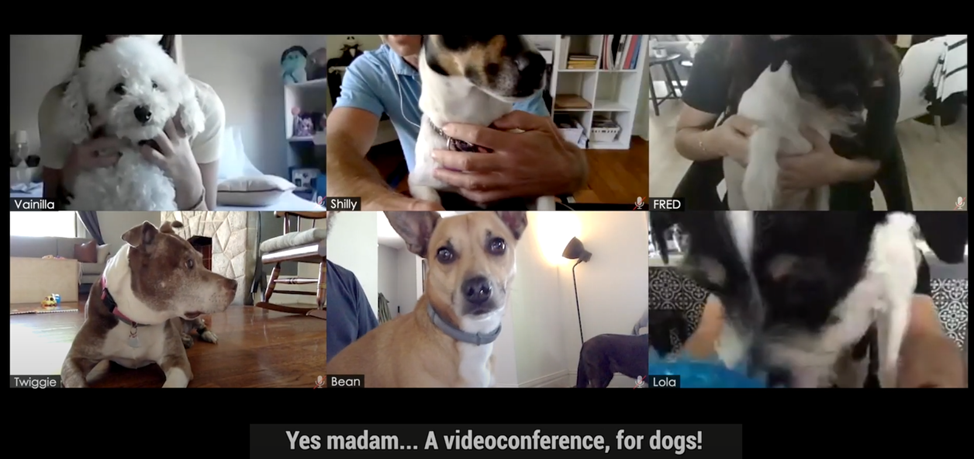 Vainilla
Shilly
FRED
Twiggie
Bean
Lola
Yes madam... A videoconference, for dogs!